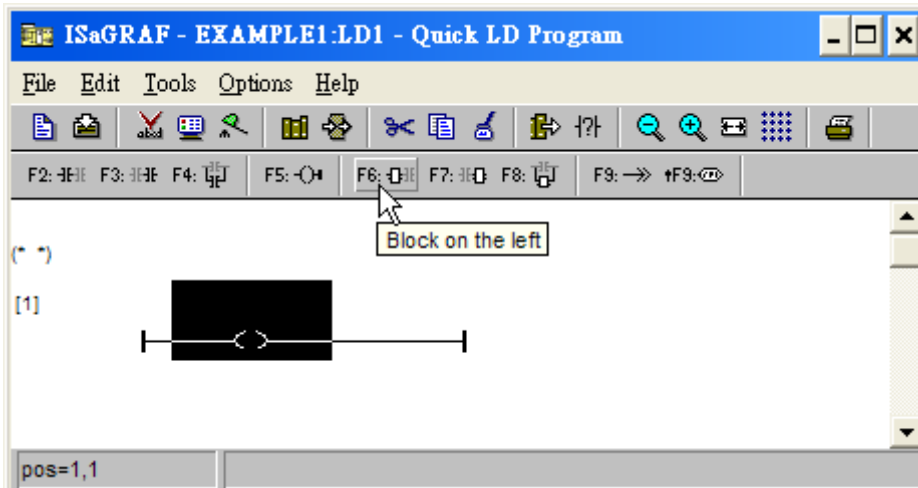 ISaGRAF - EXAMPLE1:LD1 - Quick LD Program
File Edit Tools Options Help
F2: F3: F4: F5: F6: F7: F8: F9: F9:
Block on the left
(* *)
[1]
pos=1,1